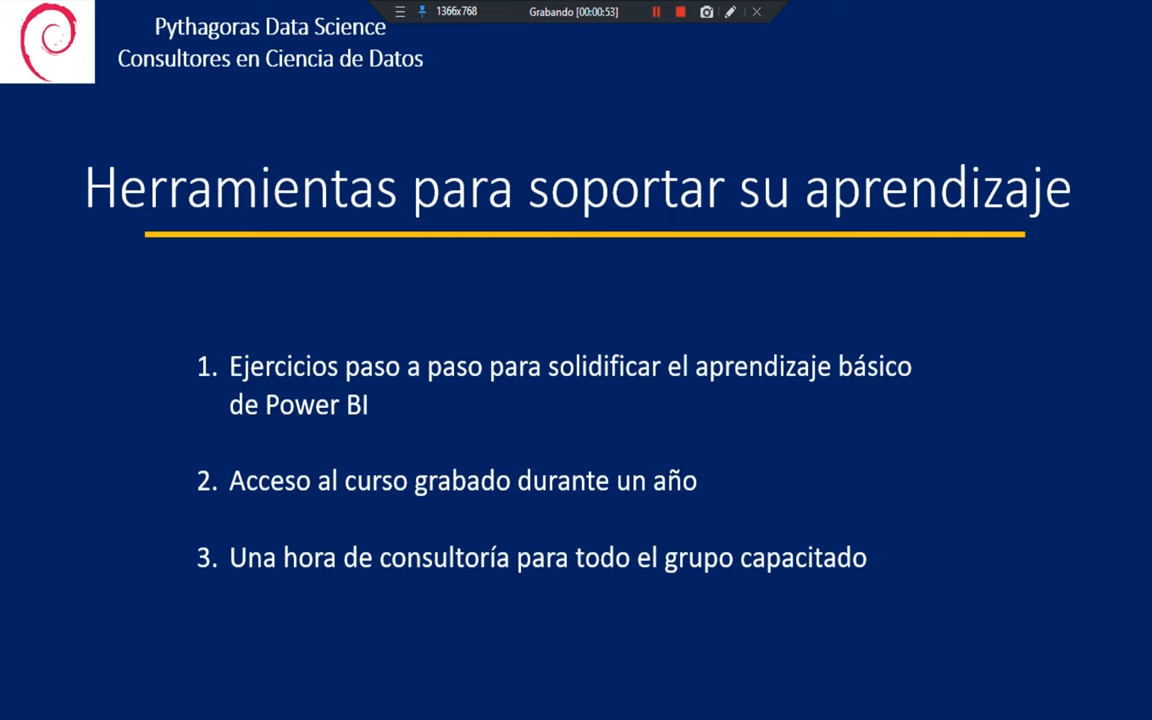 1366x768
Grabando [00:00:53]
Pythagoras Data Science
Consultores en Ciencia de Datos
Herramientas para soportar su aprendizaje
1. Ejercicios paso a paso para solidificar el aprendizaje básico
de Power BI
2. Acceso al curso grabado durante un año
3. Una hora de consultoría para todo el grupo capacitado